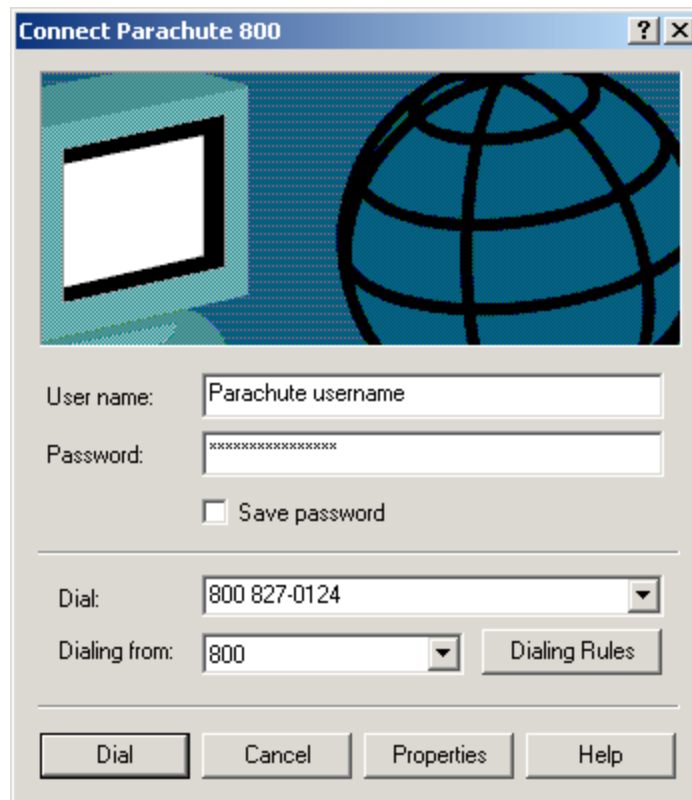 Connect Parachute 800
User name: Parachute username
Password: ****************
Save password
Dial: 800 827-0124
Dialing from: 800 Dialing Rules
Dial Cancel Properties Help